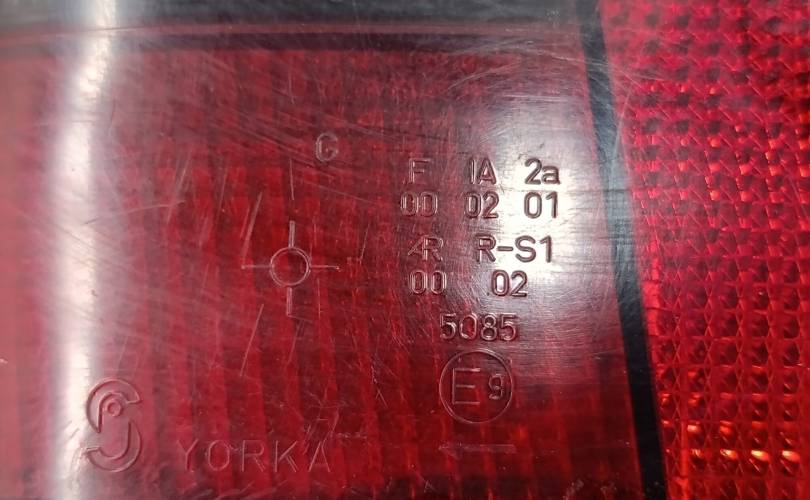 G
F IA 2a
00 02 01
AR R-S1
00 02
5085
E9
YORKA